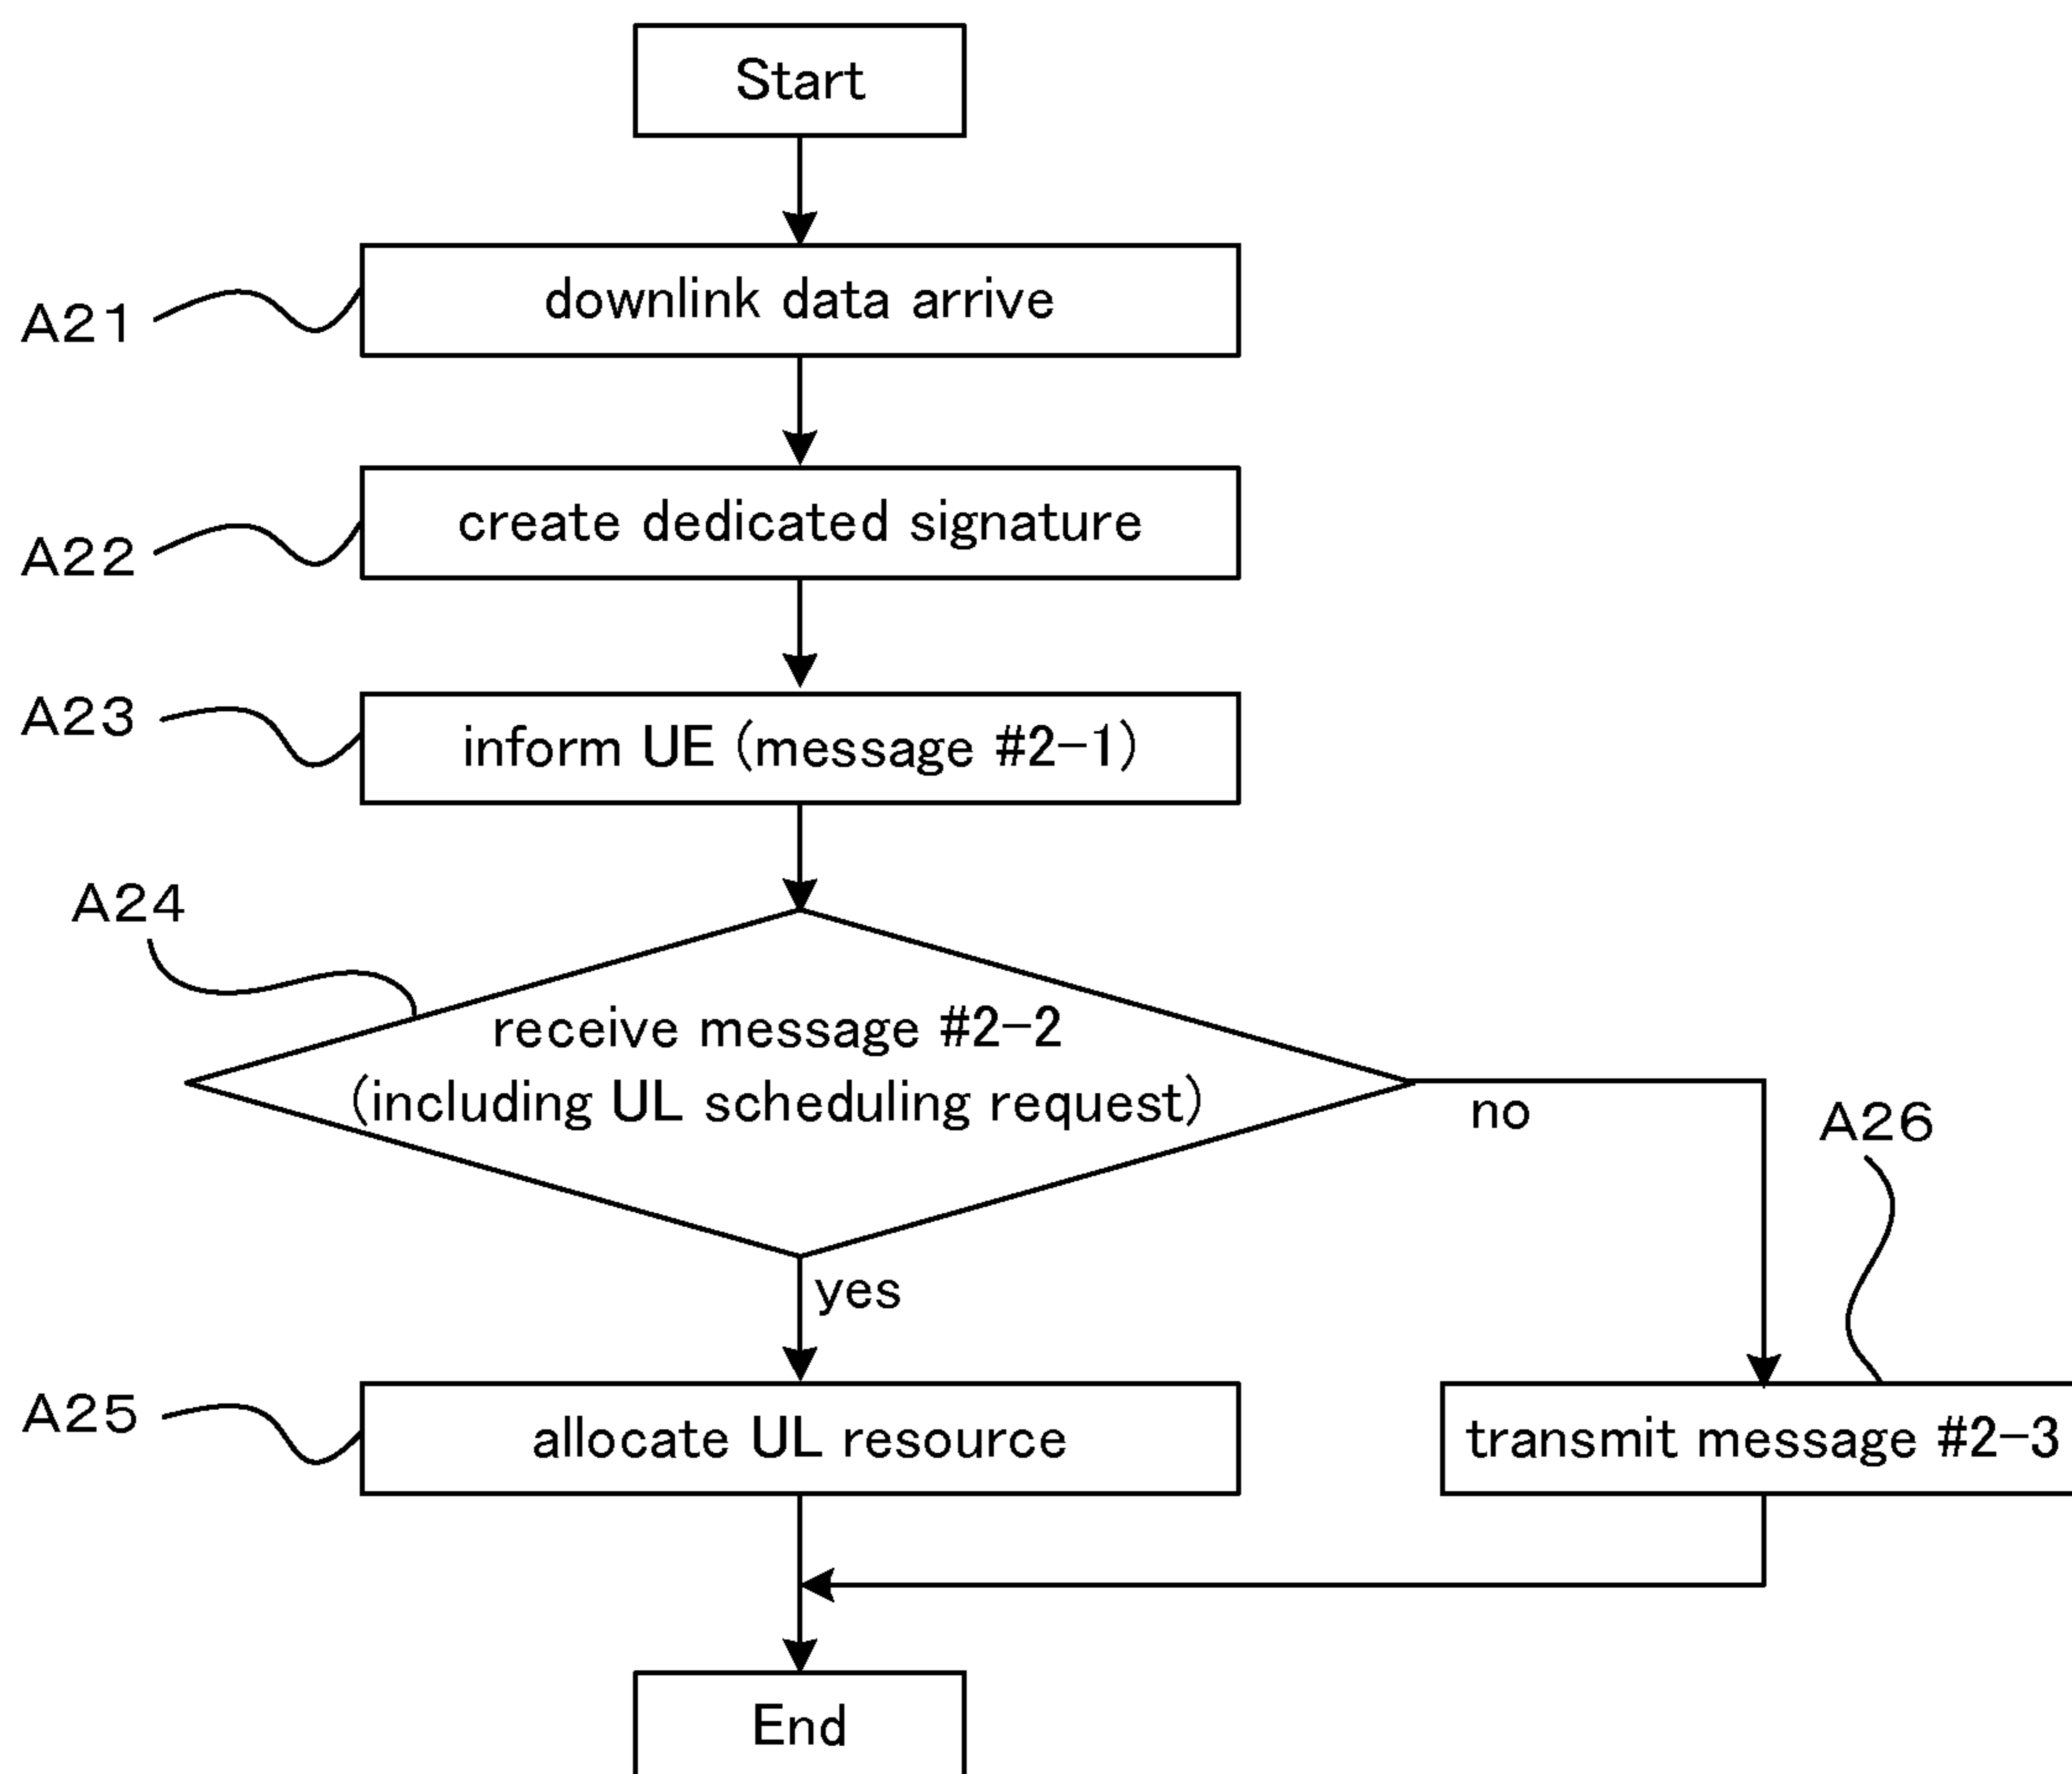 Start
A21
downlink data arrive
A22
create dedicated signature
A23
inform UE (message #2-1)
A24
receive message #2-2
(including UL scheduling request)
no
A26
yes
A25
allocate UL resource
transmit message #2-3
End